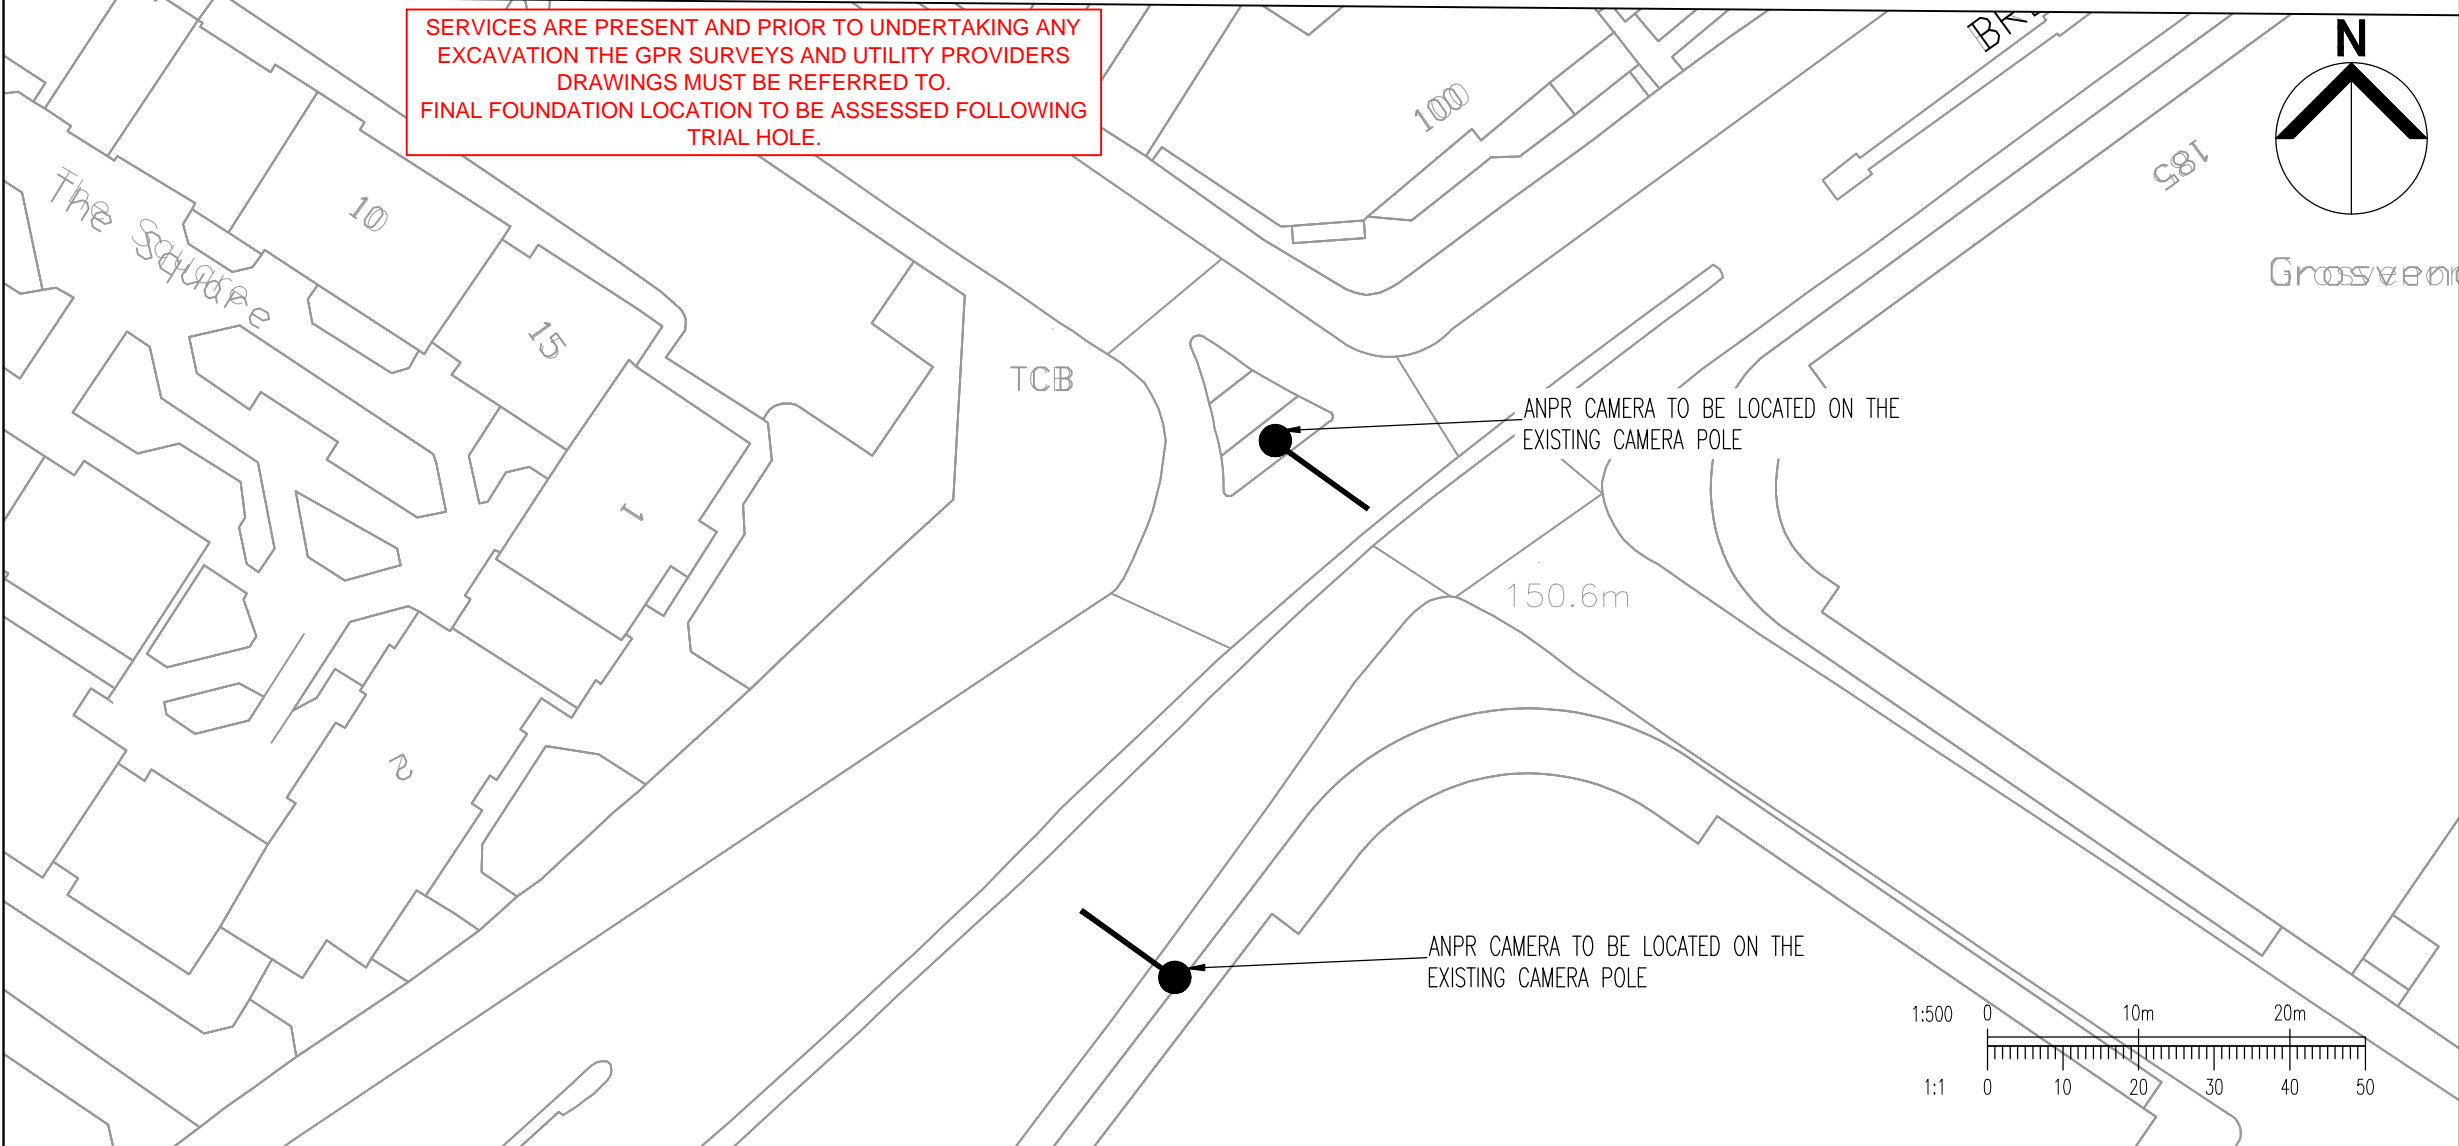 SERVICES ARE PRESENT AND PRIOR TO UNDERTAKING ANY
EXCAVATION THE GPR SURVEYS AND UTILITY PROVIDERS
DRAWINGS MUST BE REFERRED TO.
FINAL FOUNDATION LOCATION TO BE ASSESSED FOLLOWING
TRIAL HOLE.
N
100
185
The Square
10
15
TCB
1
2
150.6m
ANPR CAMERA TO BE LOCATED ON THE
EXISTING CAMERA POLE
ANPR CAMERA TO BE LOCATED ON THE
EXISTING CAMERA POLE
1:500 0 10m 20m
1:1 0 10 20 30 40 50